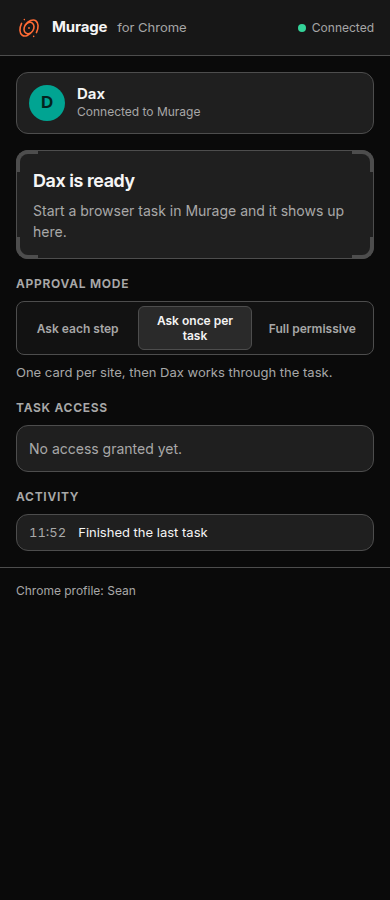 Murage for Chrome
Connected
D
Dax
Connected to Murage
Dax is ready
Start a browser task in Murage and it shows up
here.
APPROVAL MODE
Ask each step
Ask once per
task
Full permissive
One card per site, then Dax works through the task.
TASK ACCESS
No access granted yet.
ACTIVITY
11:52 Finished the last task
Chrome profile: Sean